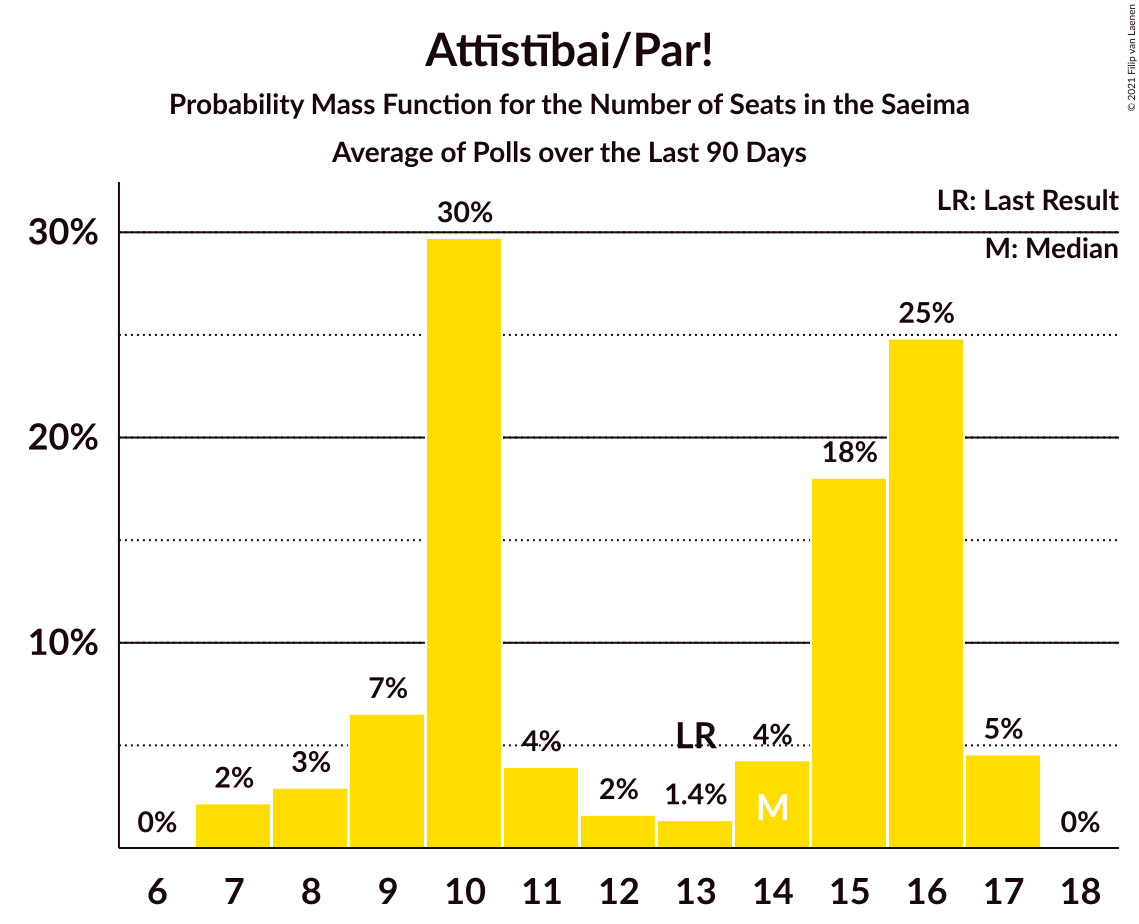 Attīstībai/Par!
Probability Mass Function for the Number of Seats in the Saeima
Average of Polls over the Last 90 Days
© 2021 Filip van Laenen
LR: Last Result
M: Median
30%
20%
10%
0%
2%
3%
7%
30%
4%
2%
1.4%
LR
4%
M
18%
25%
5%
0%
6 7 8 9 10 11 12 13 14 15 16 17 18